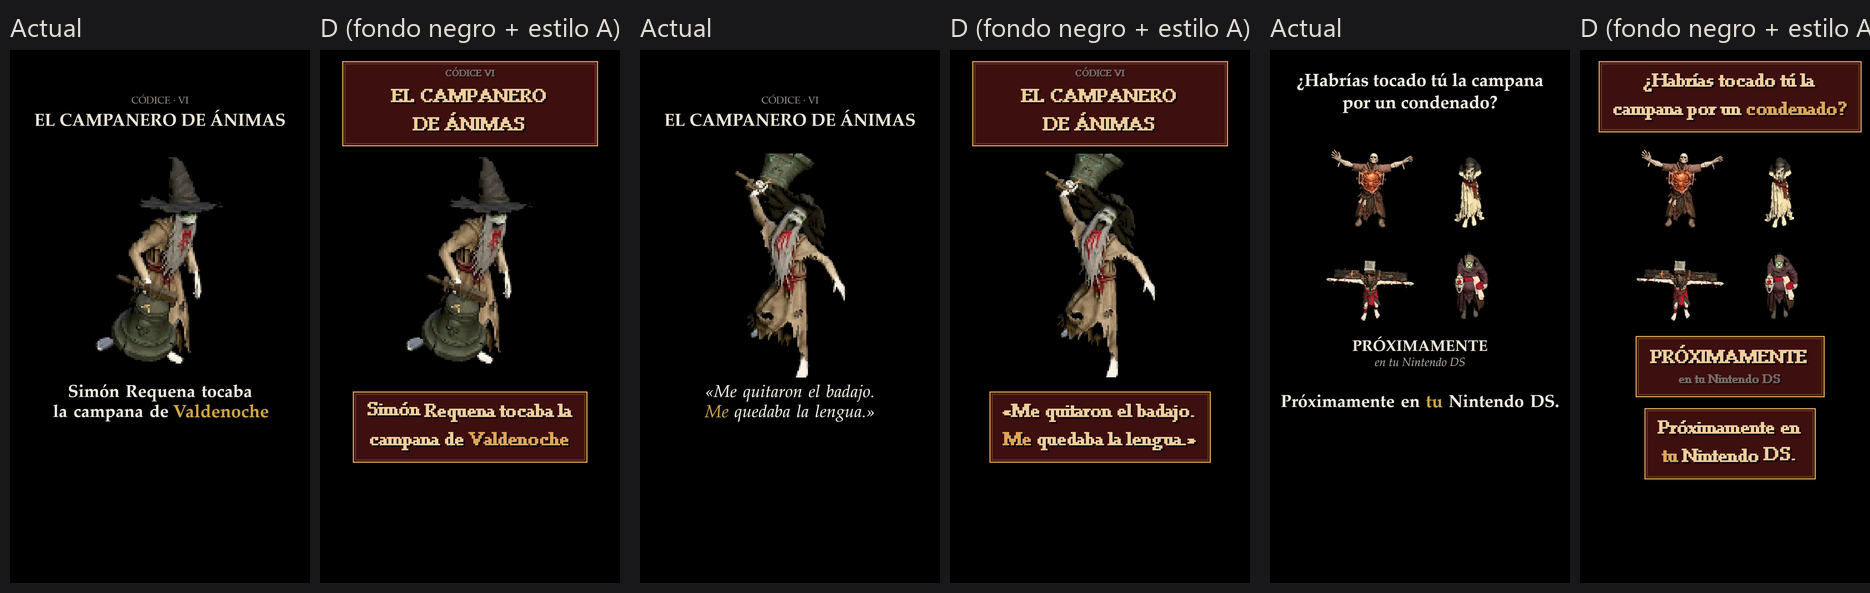 Actual
CÓDICE · VI
EL CAMPANERO DE ÁNIMAS
Simón Requena tocaba
la campana de Valdenoche
D (fondo negro + estilo A)
CÓDICE VI
EL CAMPANERO
DE ÁNIMAS
Simón Requena tocaba la
campana de Valdenoche
Actual
CÓDICE · VI
EL CAMPANERO DE ÁNIMAS
«Me quitaron el badajo.
Me quedaba la lengua.»
D (fondo negro + estilo A)
CÓDICE VI
EL CAMPANERO
DE ÁNIMAS
«Me quitaron el badajo.
Me quedaba la lengua.»
Actual
¿Habrías tocado tú la campana
por un condenado?
PRÓXIMAMENTE
en tu Nintendo DS
Próximamente en tu Nintendo DS.
D (fondo negro + estilo A
¿Habrías tocado tú la
campana por un condenado?
PRÓXIMAMENTE
en tu Nintendo DS
Próximamente en
tu Nintendo DS.